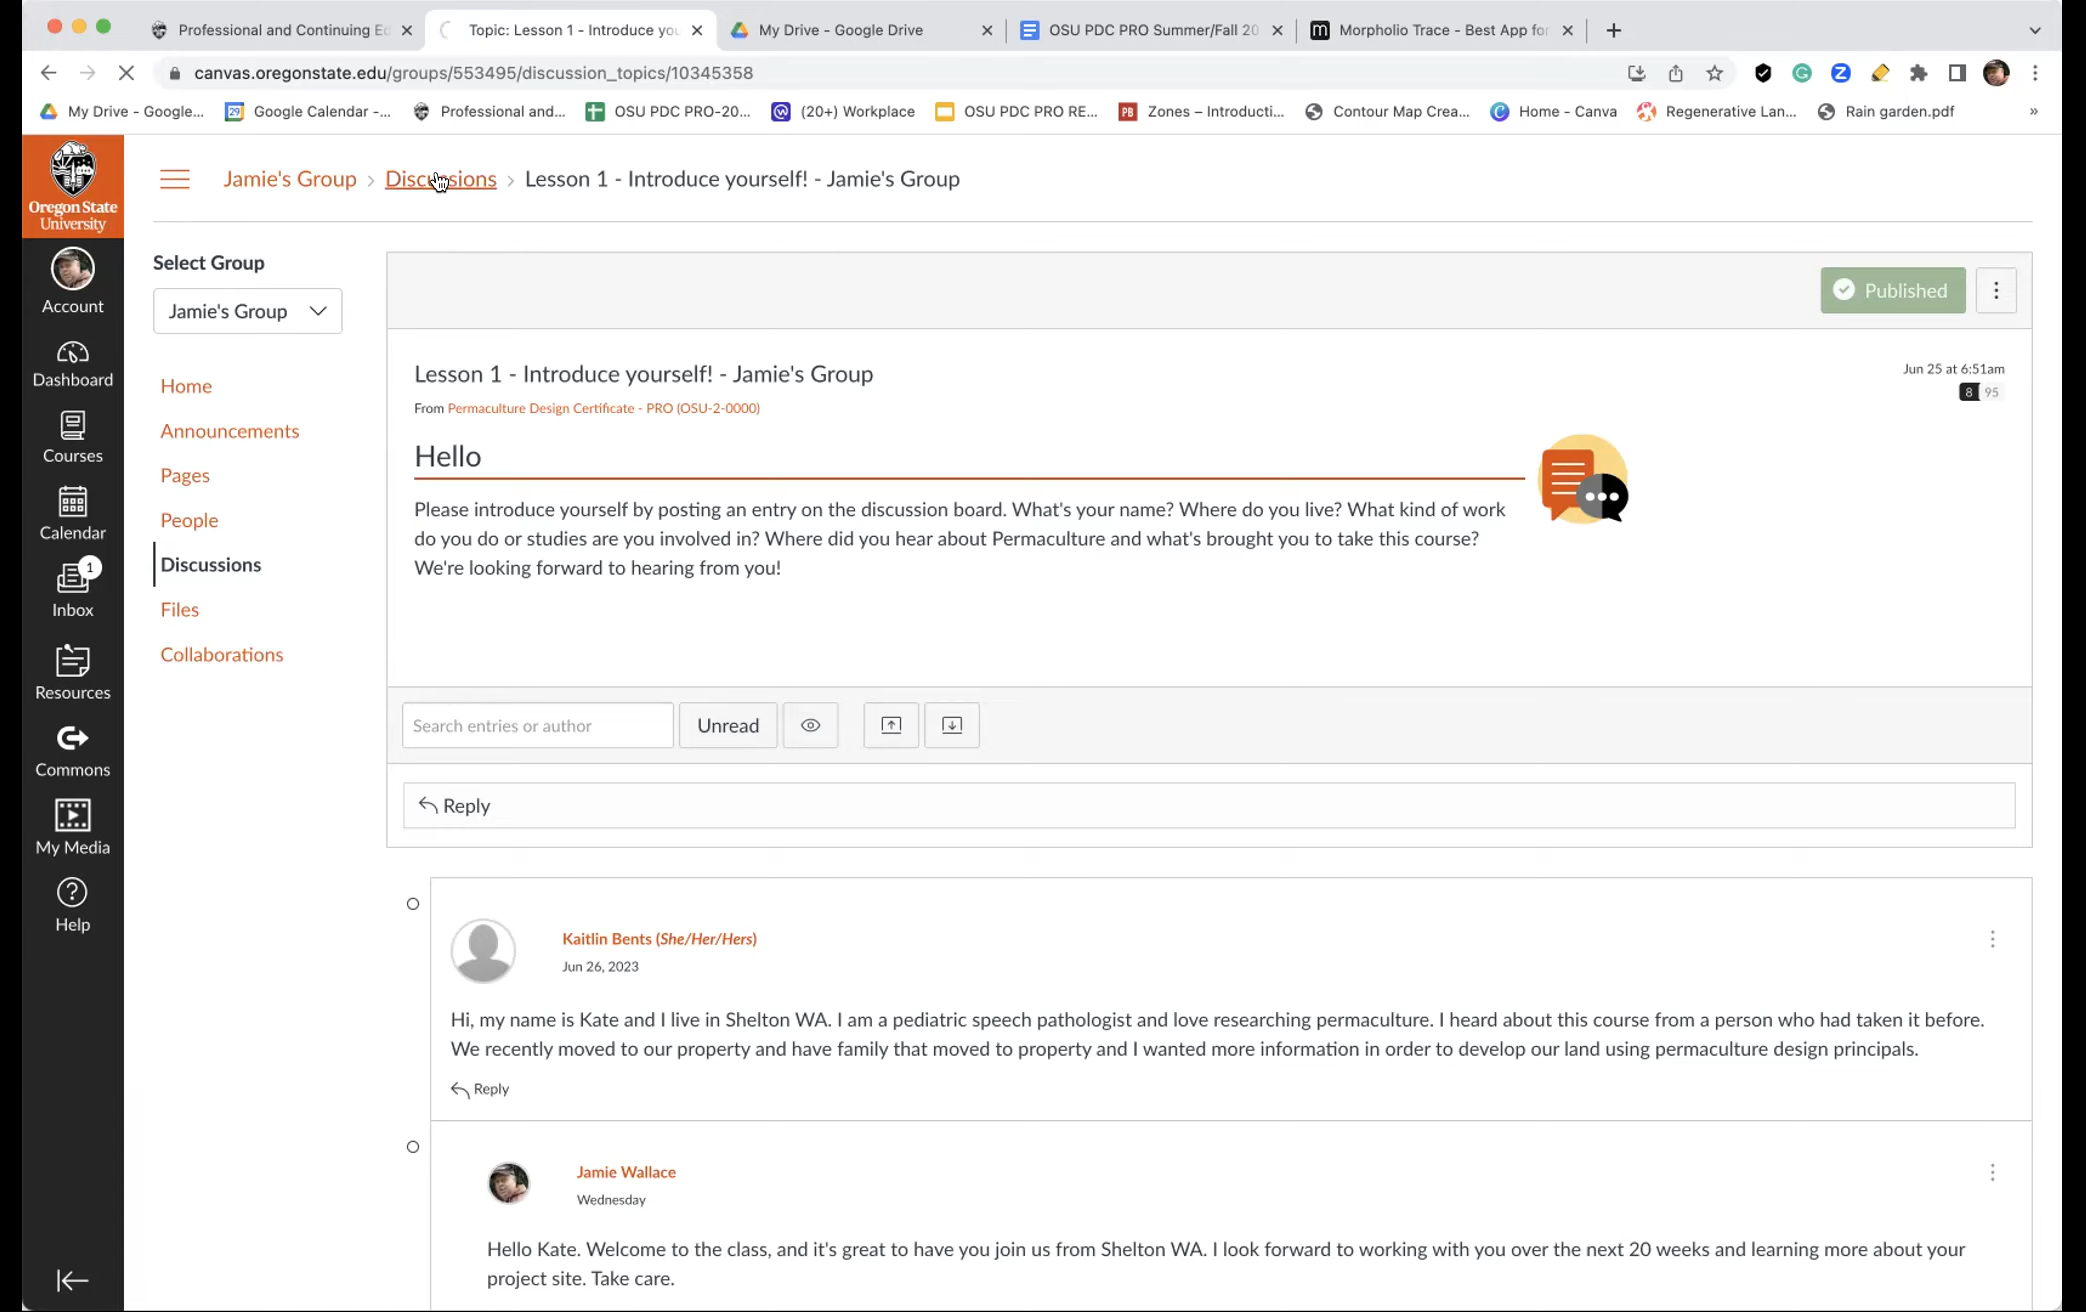 Professional and Continuing Ed
Topic: Lesson 1 - Introduce you
My Drive - Google Drive
OSU PDC PRO Summer/Fall 20
Morpholio Trace - Best App for
canvas.oregonstate.edu/groups/553495/discussion_topics/10345358
My Drive - Google...
Google Calendar -...
Professional and...
OSU PDC PRO-20...
(20+) Workplace
OSU PDC PRO RE...
Zones – Introducti...
Contour Map Crea...
Home - Canva
Regenerative Lan...
Rain garden.pdf
»
Oregon State
University
Account
Dashboard
Courses
Calendar
1
Inbox
Resources
Commons
My Media
Help
Jamie's Group > Discussions > Lesson 1 - Introduce yourself! - Jamie's Group
Select Group
Jamie's Group
Home
Announcements
Pages
People
Discussions
Files
Collaborations
Published
Lesson 1 - Introduce yourself! - Jamie's Group
Jun 25 at 6:51am
From Permaculture Design Certificate - PRO (OSU-2-0000)
8 95
Hello
Please introduce yourself by posting an entry on the discussion board. What's your name? Where do you live? What kind of work
do you do or studies are you involved in? Where did you hear about Permaculture and what's brought you to take this course?
We're looking forward to hearing from you!
Search entries or author
Unread
Reply
Kaitlin Bents (She/Her/Hers)
Jun 26, 2023
Hi, my name is Kate and I live in Shelton WA. I am a pediatric speech pathologist and love researching permaculture. I heard about this course from a person who had taken it before.
We recently moved to our property and have family that moved to property and I wanted more information in order to develop our land using permaculture design principals.
Reply
Jamie Wallace
Wednesday
Hello Kate. Welcome to the class, and it's great to have you join us from Shelton WA. I look forward to working with you over the next 20 weeks and learning more about your
project site. Take care.